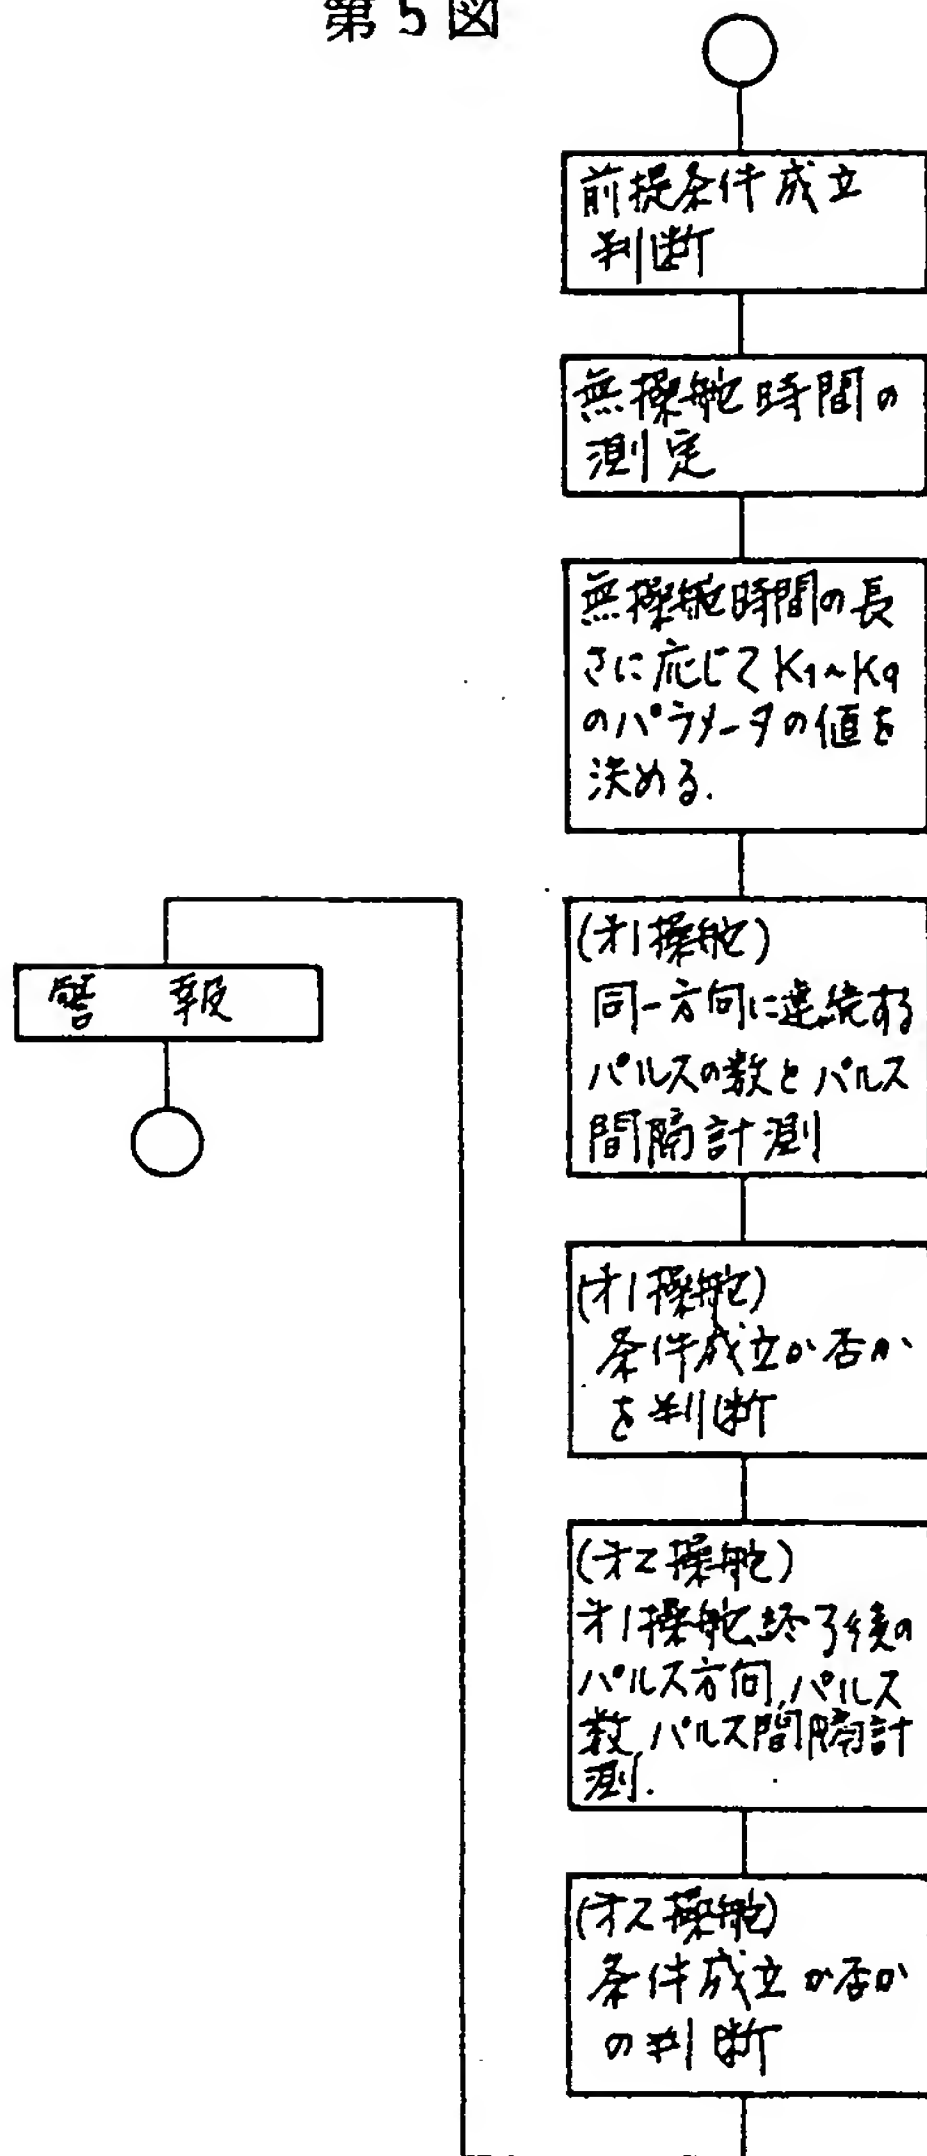 第5図
前提条件成立
判断
無操舵時間の
測定
無操舵時間の長
さに応じてK1~K9
のパラメータの値を
決める.
(才1操舵)
同一方向に連続する
パルスの数とパルス
間隔計測
(才1操舵)
条件成立か否か
を判断
(才2操舵)
才1操舵終了後の
パルス方向,パルス
数,パルス間隔計
測.
(才2操舵)
条件成立か否か
の判断
警報